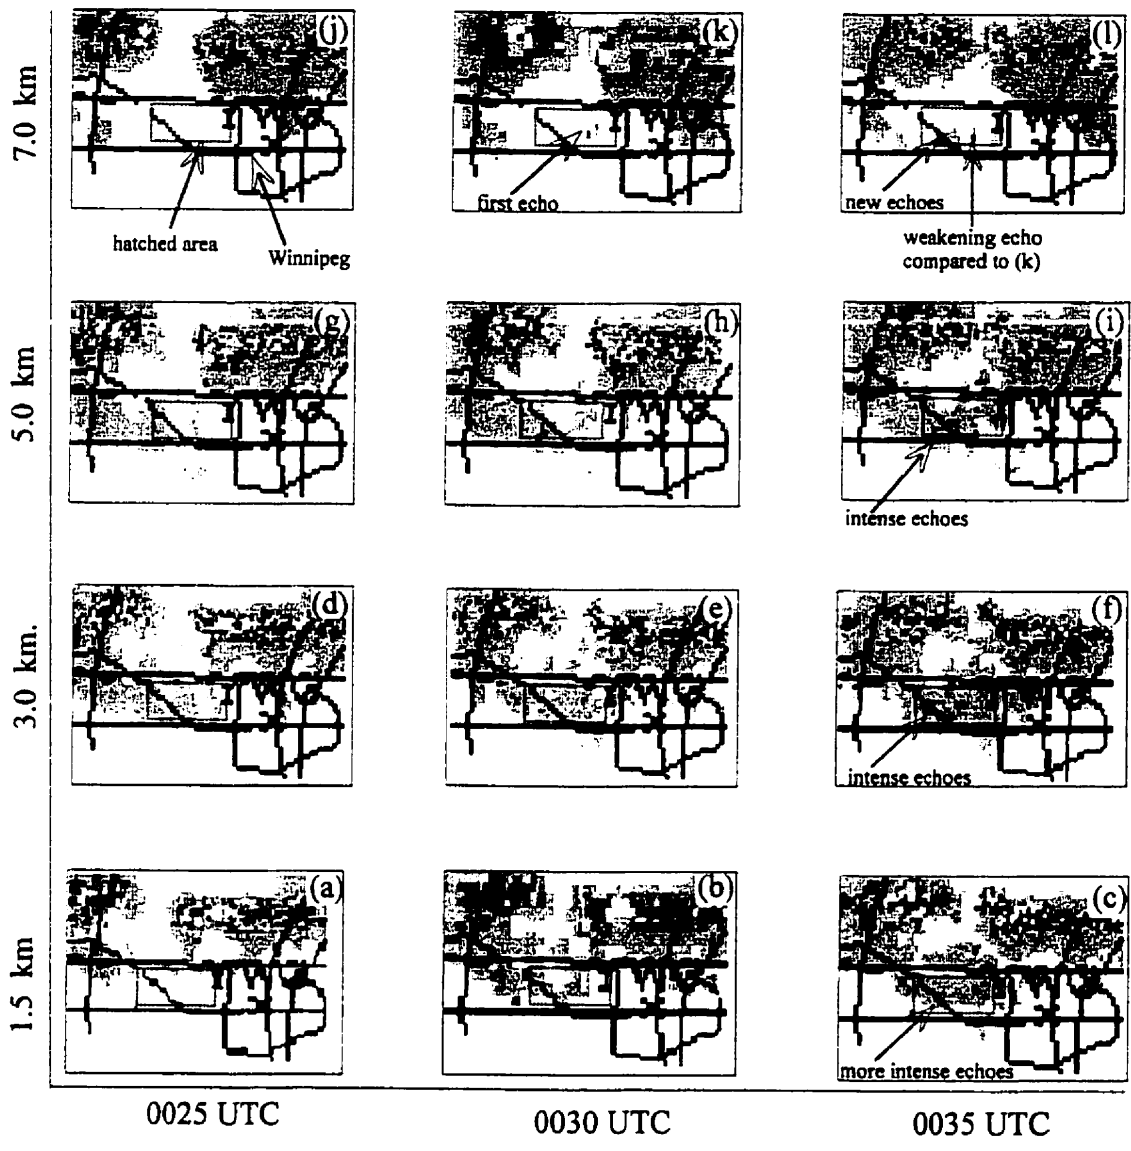 7.0 km
(j)
(k)
(l)
hatched area
Winnipeg
first echo
new echoes
weakening echo
compared to (k)
5.0 km
(g)
(h)
(i)
intense echoes
3.0 km.
(d)
(e)
(f)
intense echoes
1.5 km
(a)
(b)
(c)
more intense echoes
0025 UTC
0030 UTC
0035 UTC